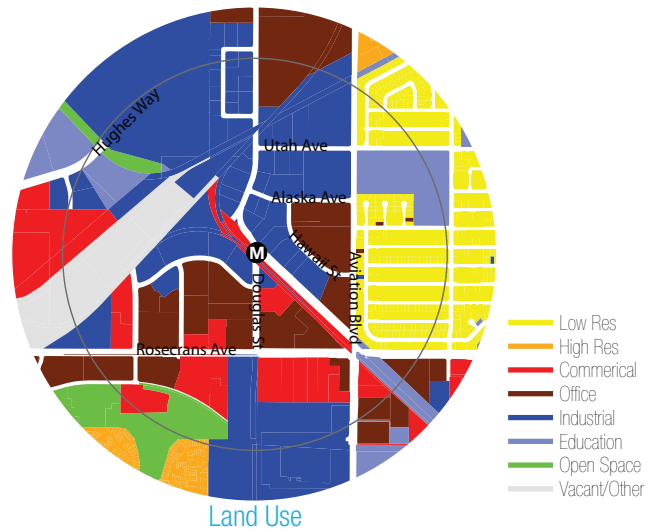 Hughes Way
Utah Ave
Alaska Ave
Hawaii St
M
Douglas St
Aviation Blvd
Rosecrans Ave
Low Res
High Res
Commerical
Office
Industrial
Education
Open Space
Vacant/Other
Land Use